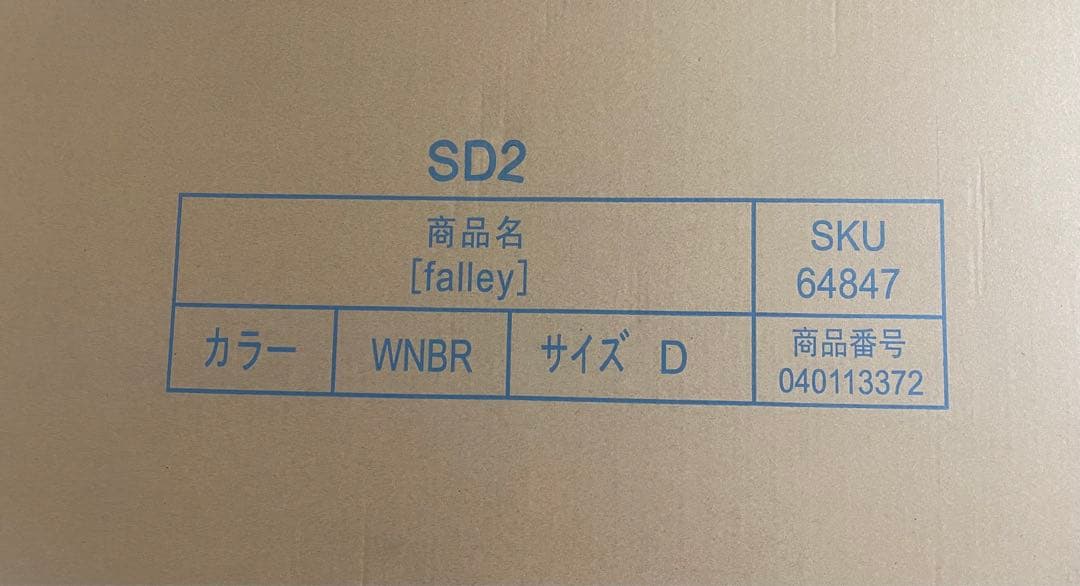 SD2
商品名
[falley]
SKU
64847
カラー
WNBR
サイズ D
商品番号
040113372